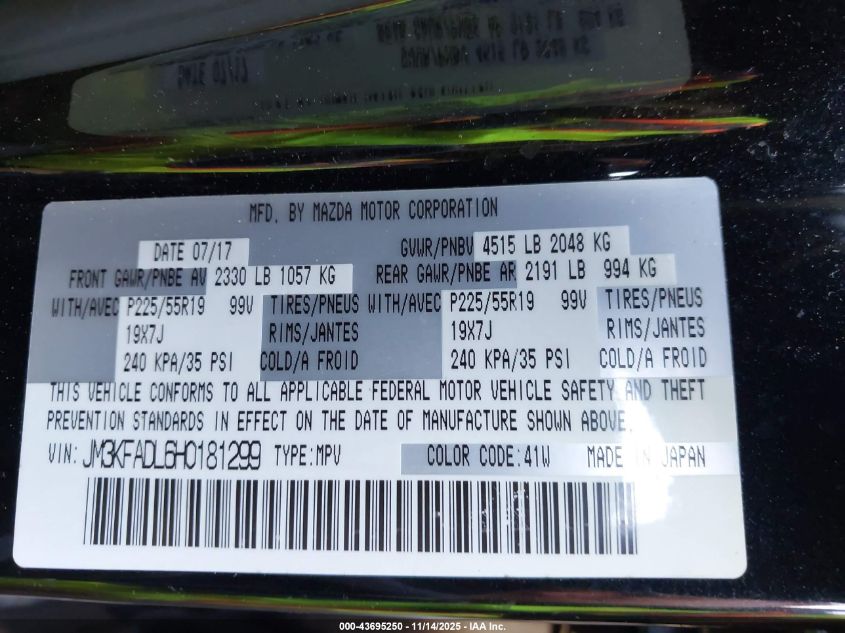 DATE 07/17
MFD. BY MAZDA MOTOR CORPORATION
DATE 07/17 GVWR/PNBV 4515 LB 2048 KG
FRONT GAWR/PNBE AV 2330 LB 1057 KG REAR GAWR/PNBE AR 2191 LB 994 KG
WITH/AVEC P225/55R19 99V TIRES/PNEUS WITH/AVEC P225/55R19 99V TIRES/PNEUS
19X7J RIMS/JANTES 19X7J RIMS/JANTES
240 KPA/35 PSI COLD/A FROID 240 KPA/35 PSI COLD/A FROID
THIS VEHICLE CONFORMS TO ALL APPLICABLE FEDERAL MOTOR VEHICLE SAFETY AND THEFT
PREVENTION STANDARDS IN EFFECT ON THE DATE OF MANUFACTURE SHOWN ABOVE.
VIN: JM3KFADL6H0181299 TYPE:MPV COLOR CODE:41W MADE IN JAPAN
000-43695250 - 11/14/2025 - IAA Inc.